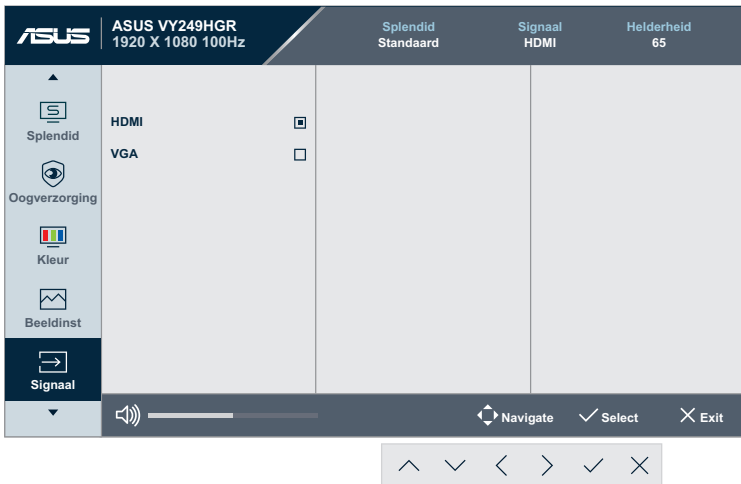 ASUS
ASUS VY249HGR
1920 X 1080 100Hz
Splendid
Standaard
Signaal
HDMI
Helderheid
65
Splendid
Oogverzorging
Kleur
Beeldinst
Signaal
HDMI
VGA
Navigate
Select
Exit